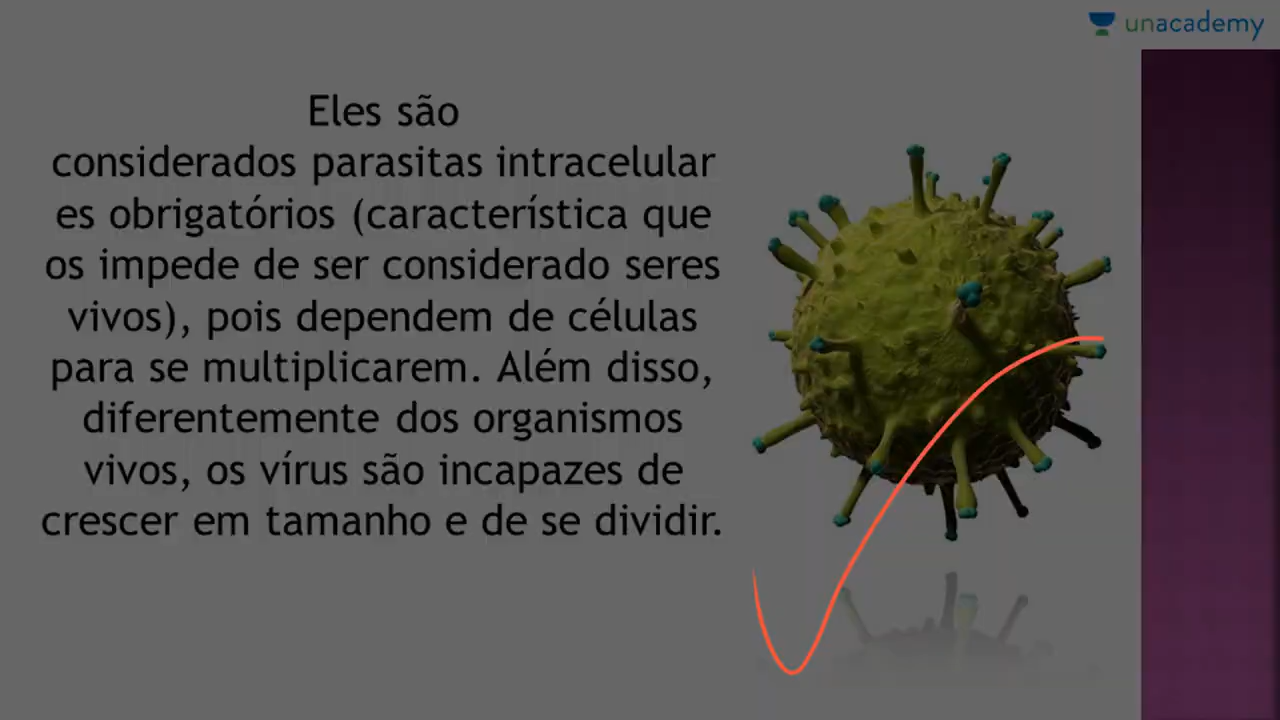 unacademy
Eles são
considerados parasitas intracelular
es obrigatórios (característica que
os impede de ser considerado seres
vivos), pois dependem de células
para se multiplicarem. Além disso,
diferentemente dos organismos
vivos, os vírus são incapazes de
crescer em tamanho e de se dividir.